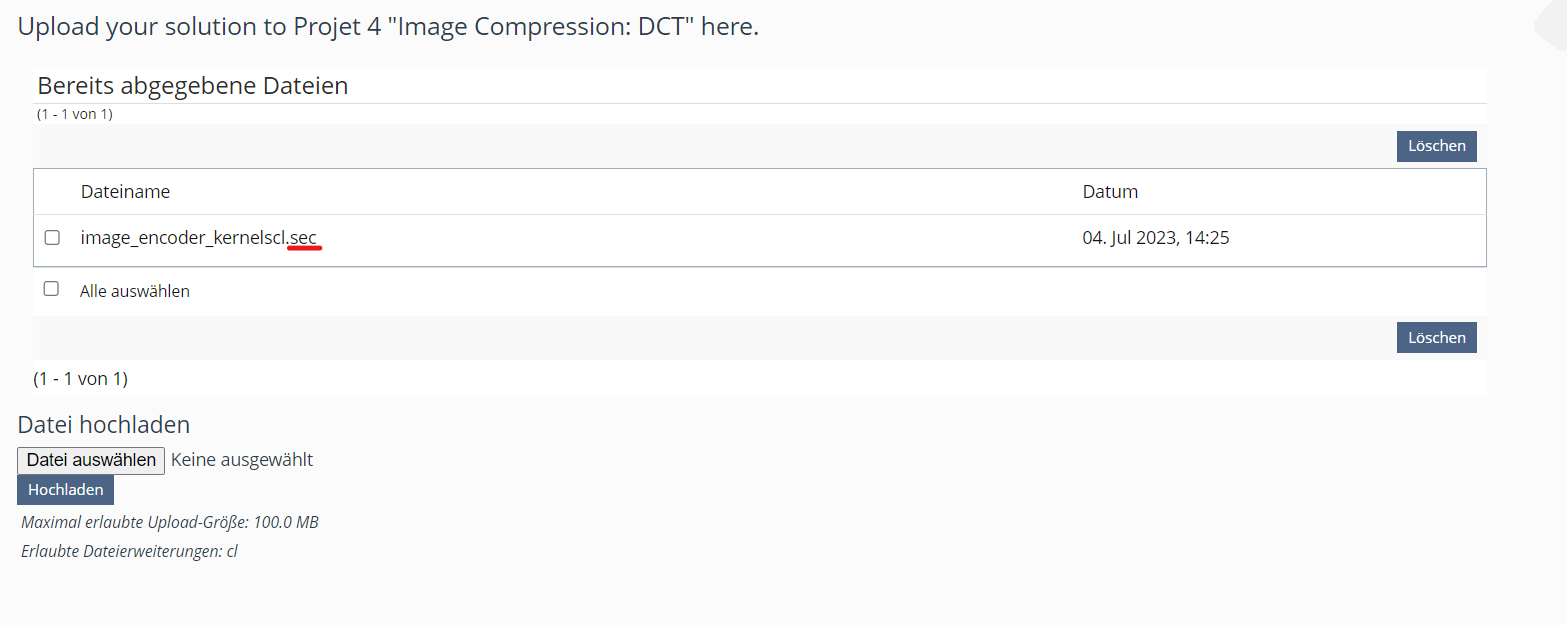 Upload your solution to Projet 4 "Image Compression: DCT" here.
Bereits abgegebene Dateien
(1 - 1 von 1)
Löschen
Dateiname Datum
image_encoder_kernelscl.sec 04. Jul 2023, 14:25
Alle auswählen
Löschen
(1 - 1 von 1)
Datei hochladen
Datei auswählen Keine ausgewählt
Hochladen
Maximal erlaubte Upload-Größe: 100.0 MB
Erlaubte Dateierweiterungen: cl